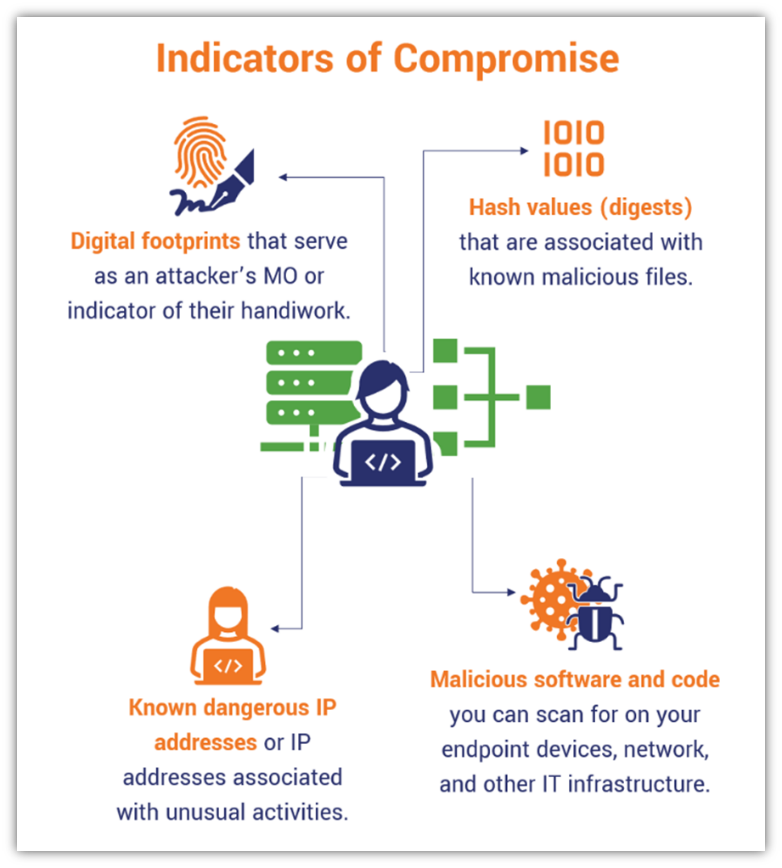 Indicators of Compromise
1010
1010
Digital footprints that serve
as an attacker's MO or
indicator of their handiwork.
Hash values (digests)
that are associated with
known malicious files.
</>
</>
Known dangerous IP
addresses or IP
addresses associated
with unusual activities.
Malicious software and code
you can scan for on your
endpoint devices, network,
and other IT infrastructure.